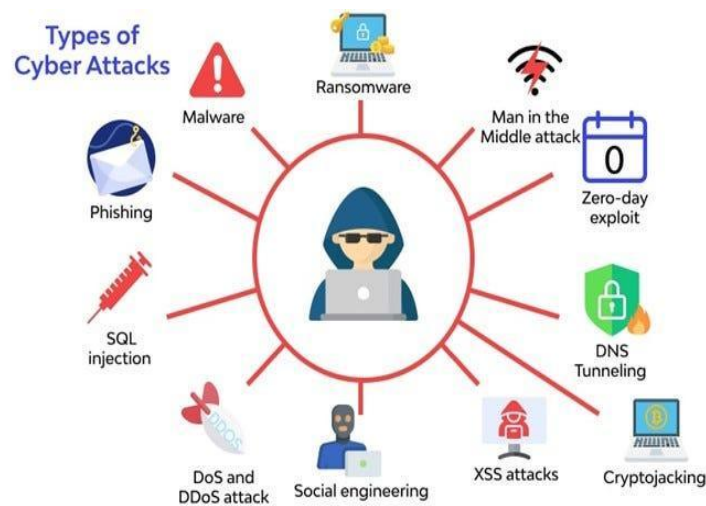 Types of
Cyber Attacks
Ransomware
Malware
Man in the
Middle attack
0
Phishing
Zero-day
exploit
SQL
injection
DNS
Tunneling
DDOS
DoS and
DDoS attack
Social engineering
XSS attacks
Cryptojacking